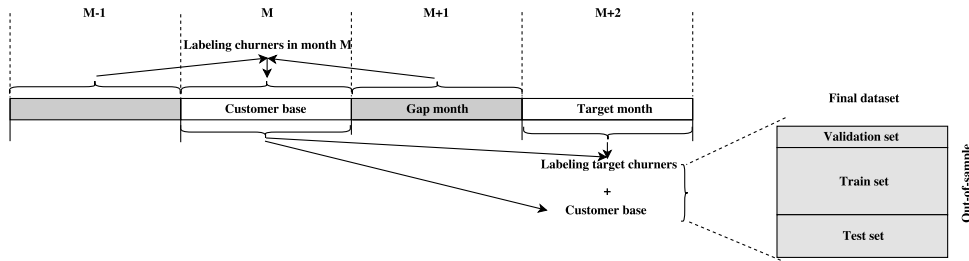 M-1
M
M+1
M+2
Labeling churners in month M
Customer base
Gap month
Target month
Labeling target churners
+
Customer base
Final dataset
Validation set
Train set
Test set
Out-of-sample